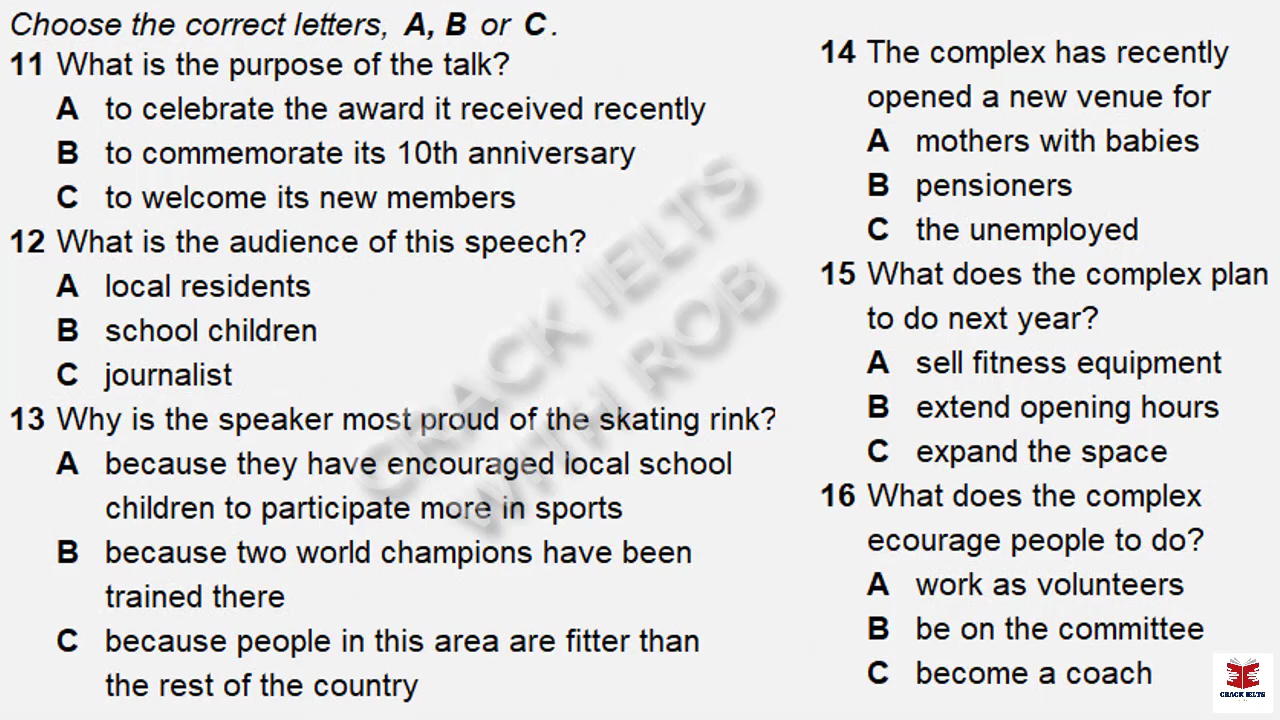 Choose the correct letters, A, B or C.
11 What is the purpose of the talk?
A to celebrate the award it received recently
B to commemorate its 10th anniversary
C to welcome its new members
12 What is the audience of this speech?
A local residents
B school children
C journalist
13 Why is the speaker most proud of the skating rink?
A because they have encouraged local school
children to participate more in sports
B because two world champions have been
trained there
C because people in this area are fitter than
the rest of the country
14 The complex has recently
opened a new venue for
A mothers with babies
B pensioners
C the unemployed
15 What does the complex plan
to do next year?
A sell fitness equipment
B extend opening hours
C expand the space
16 What does the complex
ecourage people to do?
A work as volunteers
B be on the committee
C become a coach
CRACK IELTS
WITH ROB
CRACK IELTS